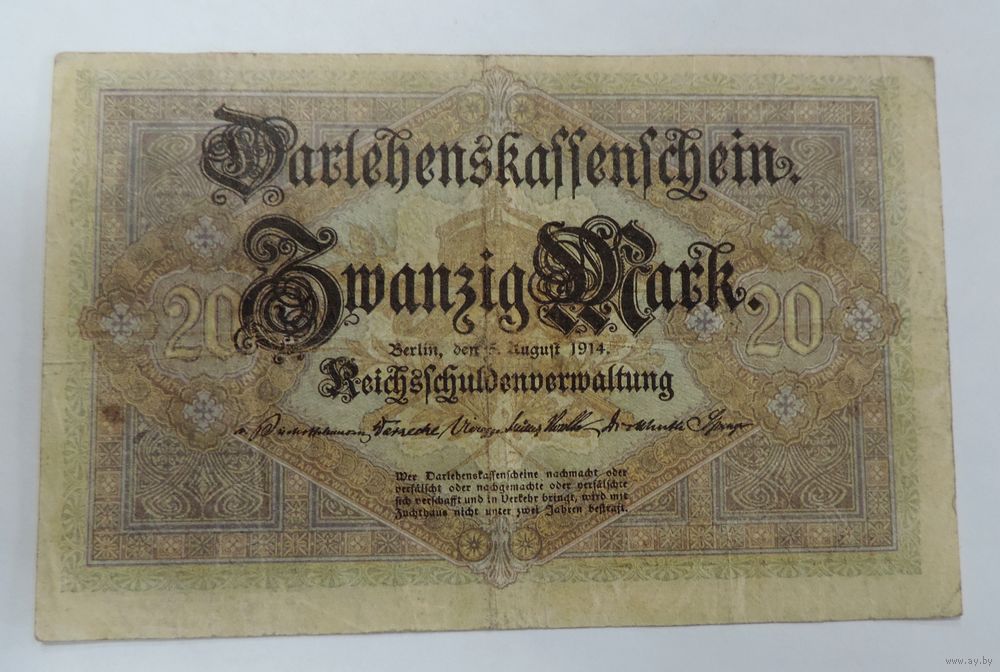 Darlehenskassenschein.
Zwanzig Mark.
20 20
Berlin, den 5. August 1914.
Reichsschuldenverwaltung
Wer Darlehenskassenscheine nachmacht oder
verfälscht oder nachgemachte oder verfälschte
sich verschafft und in Verkehr bringt, wird mit
Zuchthaus nicht unter zwei Jahren bestraft.
www.ay.by